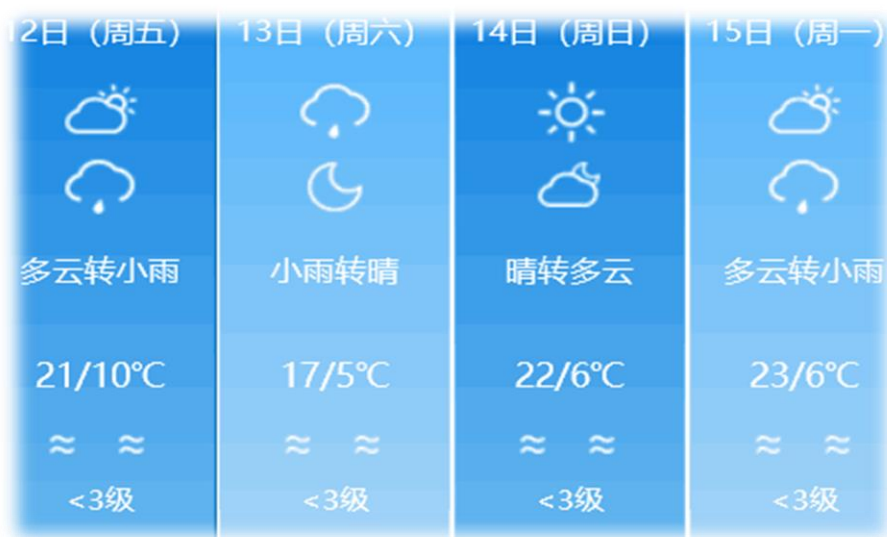 12日（周五）
多云转小雨
21/10℃
<3级
13日（周六）
小雨转晴
17/5℃
<3级
14日（周日）
晴转多云
22/6℃
<3级
15日（周一）
多云转小雨
23/6℃
<3级